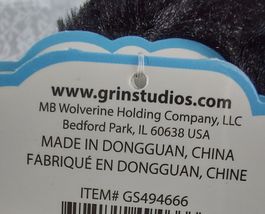 www.grinstudios.com
MB Wolverine Holding Company, LLC
Bedford Park, IL 60638 USA
MADE IN DONGGUAN, CHINA
FABRIQUÉ EN DONGGUAN, CHINE
ITEM# GS494666